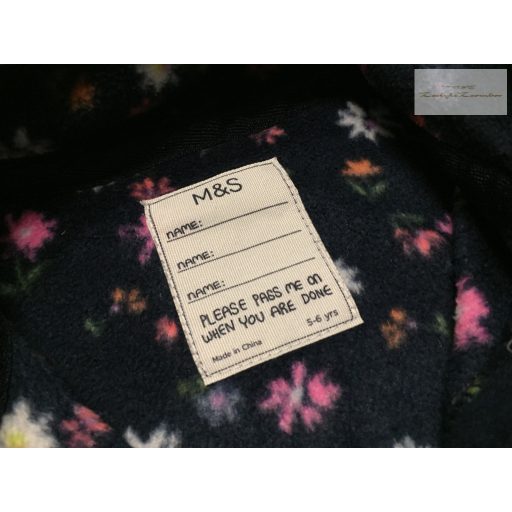 M&S
NAME:
NAME:
NAME:
PLEASE PASS ME ON
WHEN YOU ARE DONE
Made in China 5-6 yrs